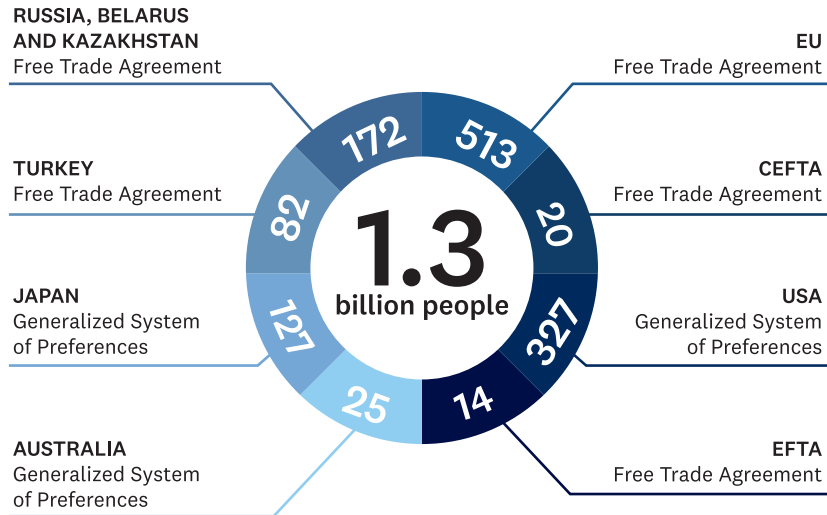 RUSSIA, BELARUS
AND KAZAKHSTAN
Free Trade Agreement
EU
Free Trade Agreement
172
513
TURKEY
Free Trade Agreement
CEFTA
Free Trade Agreement
82
20
1.3
billion people
JAPAN
Generalized System
of Preferences
USA
Generalized System
of Preferences
127
327
25
14
AUSTRALIA
Generalized System
of Preferences
EFTA
Free Trade Agreement